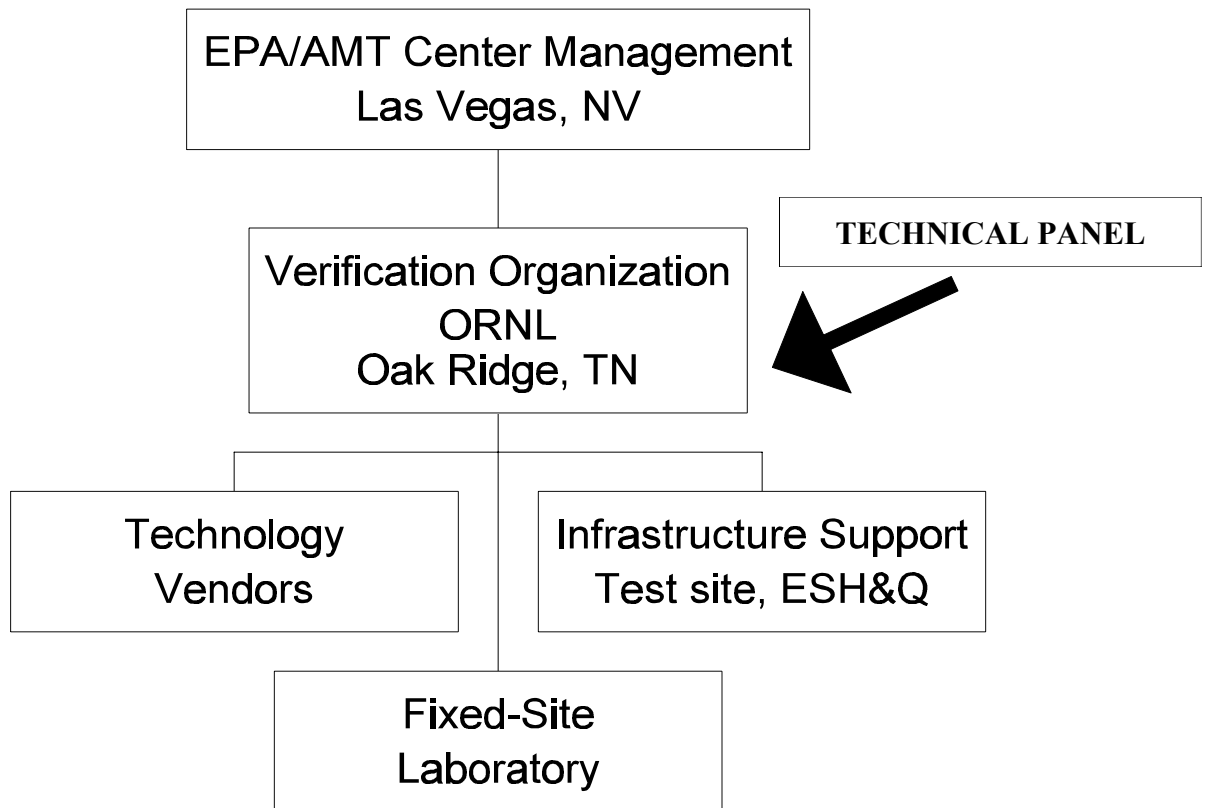 EPA/AMT Center Management
Las Vegas, NV
TECHNICAL PANEL
Verification Organization
ORNL
Oak Ridge, TN
Technology
Vendors
Infrastructure Support
Test site, ESH&Q
Fixed-Site
Laboratory